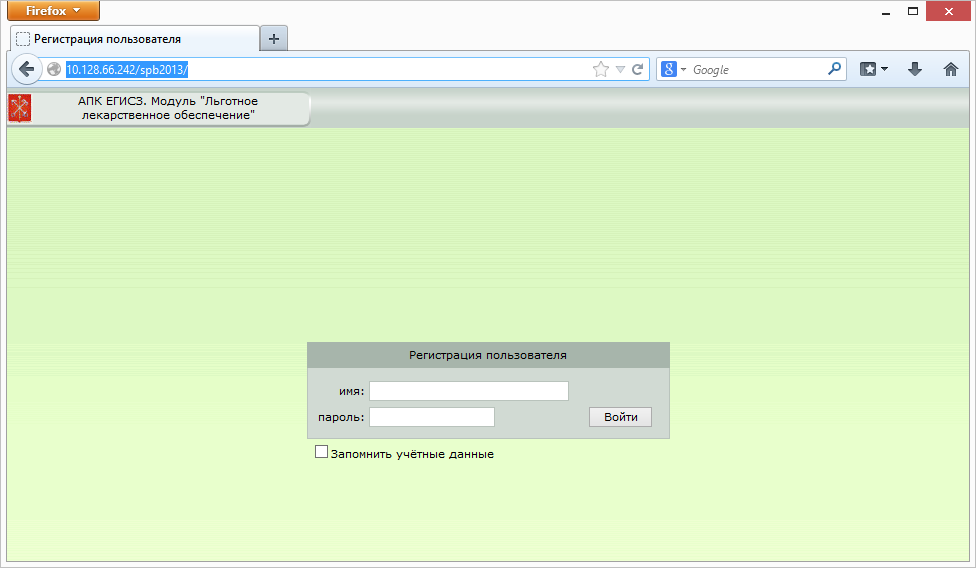 Firefox
Регистрация пользователя
10.128.66.242/spb2013/
Google
АПК ЕГИСЗ. Модуль "Льготное
лекарственное обеспечение"
Регистрация пользователя
имя:
пароль:
Войти
Запомнить учётные данные